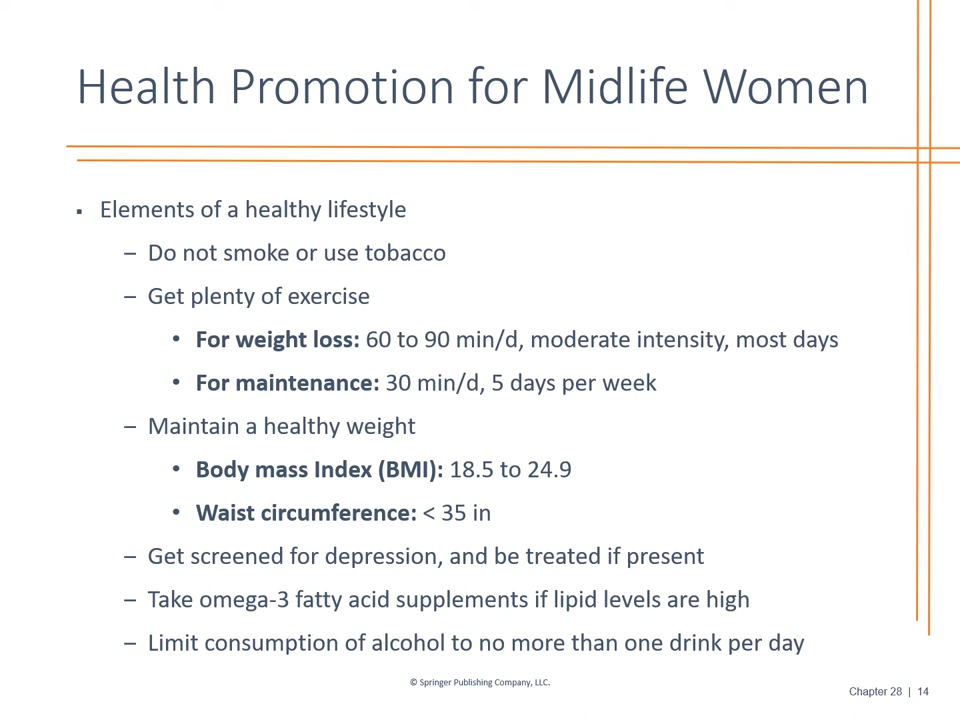 Health Promotion for Midlife Women
▪ Elements of a healthy lifestyle
– Do not smoke or use tobacco
– Get plenty of exercise
• For weight loss: 60 to 90 min/d, moderate intensity, most days
• For maintenance: 30 min/d, 5 days per week
– Maintain a healthy weight
• Body mass Index (BMI): 18.5 to 24.9
• Waist circumference: < 35 in
– Get screened for depression, and be treated if present
– Take omega-3 fatty acid supplements if lipid levels are high
– Limit consumption of alcohol to no more than one drink per day
© Springer Publishing Company, LLC.
Chapter 28 | 14